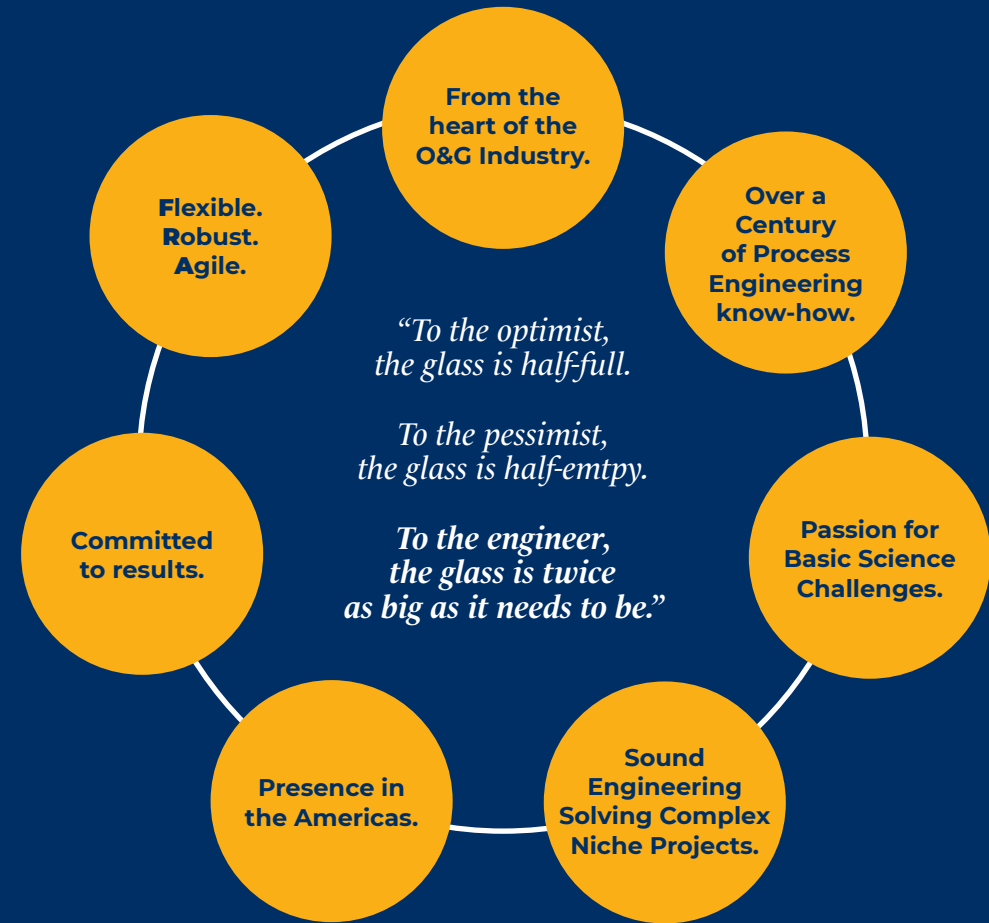 From the
heart of the
O&G Industry.
Over a
Century
of Process
Engineering
know-how.
Passion for
Basic Science
Challenges.
Sound
Engineering
Solving Complex
Niche Projects.
Presence in
the Americas.
Committed
to results.
Flexible.
Robust.
Agile.
“To the optimist,
the glass is half-full.
To the pessimist,
the glass is half-emtpy.
To the engineer,
the glass is twice
as big as it needs to be.”